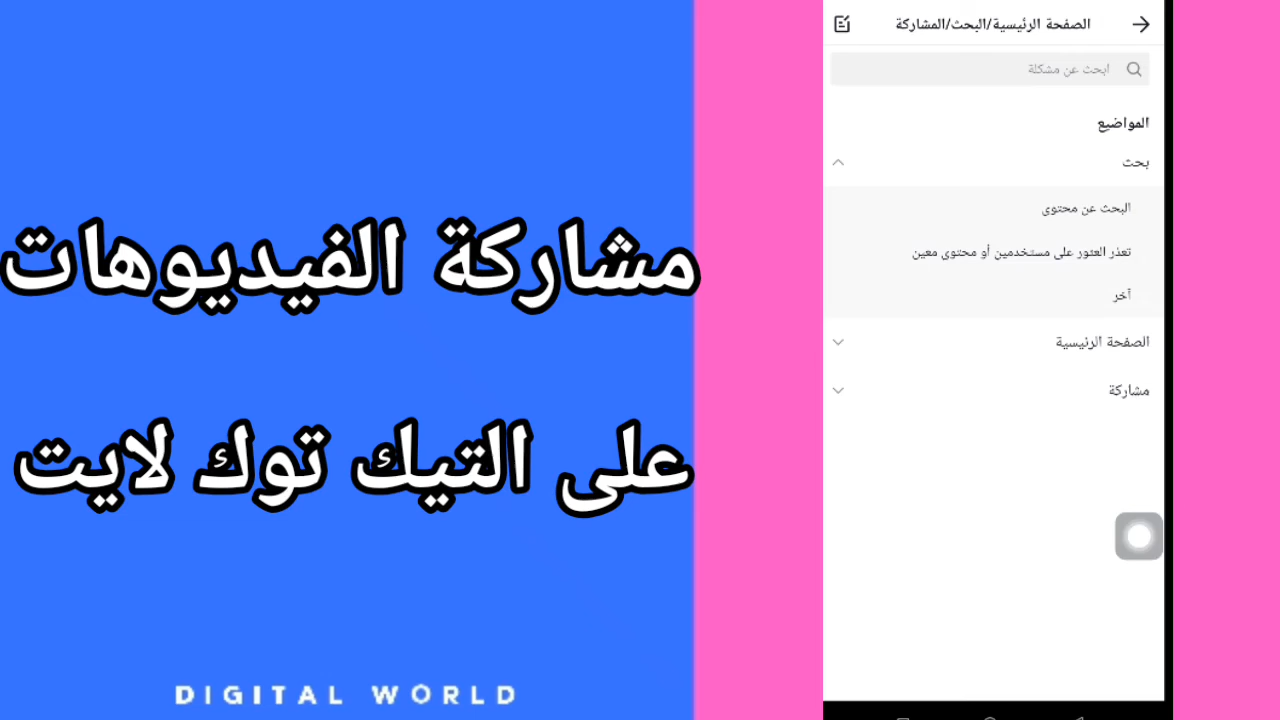 مشاركة الفيديوهات
على التيك توك لايت
DIGITAL WORLD
الصفحة الرئيسية/البحث/المشاركة
ابحث عن مشكلة
المواضيع
بحث
البحث عن محتوى
تعذر العثور على مستخدمين أو محتوى معين
آخر
الصفحة الرئيسية
مشاركة